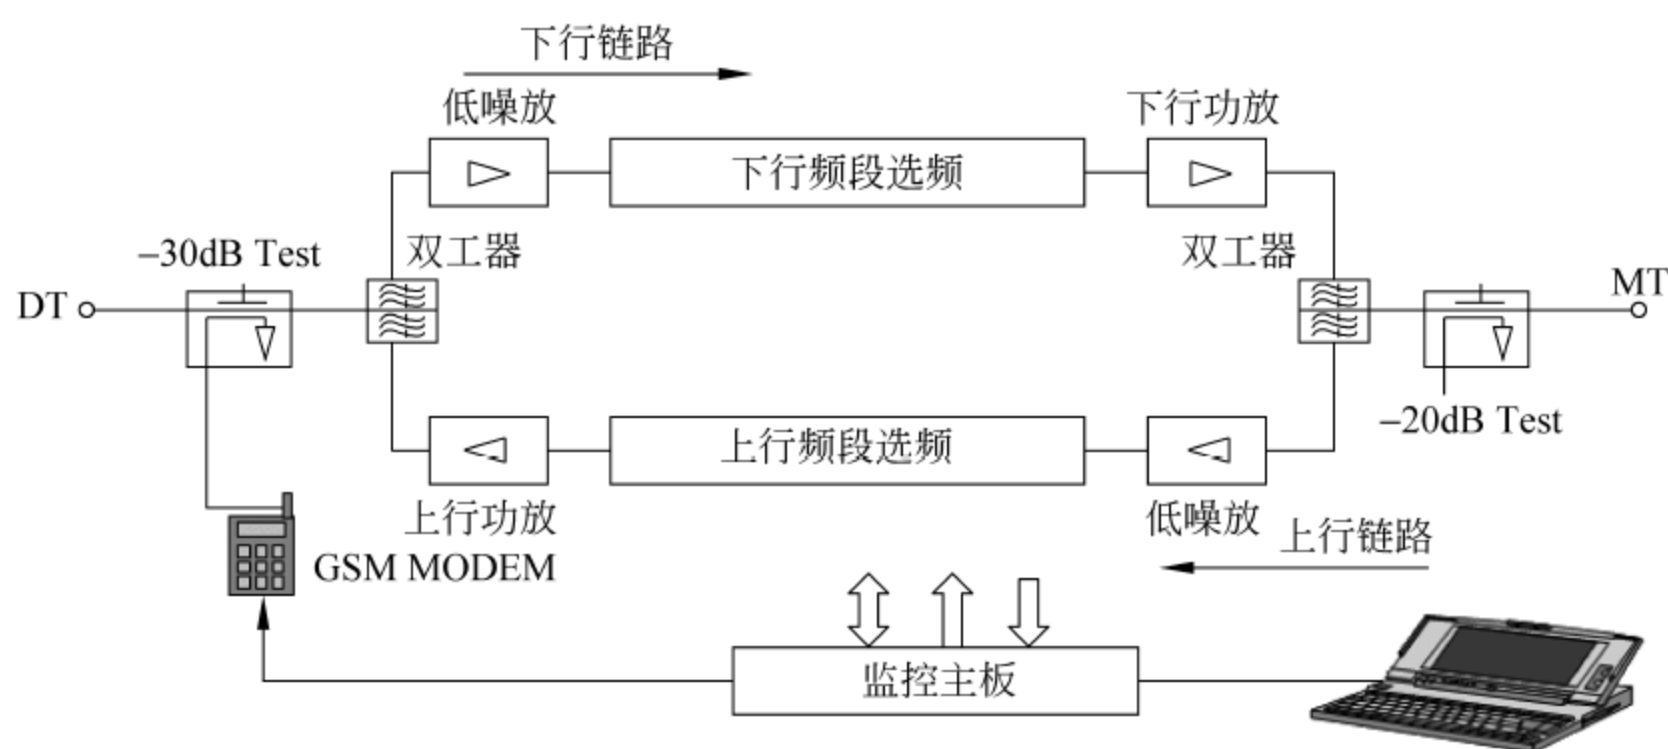 下行链路
低噪放
下行功放
下行频段选频
−30dB Test
双工器
双工器
DT
MT
−20dB Test
上行频段选频
上行功放
低噪放
上行链路
GSM MODEM
监控主板